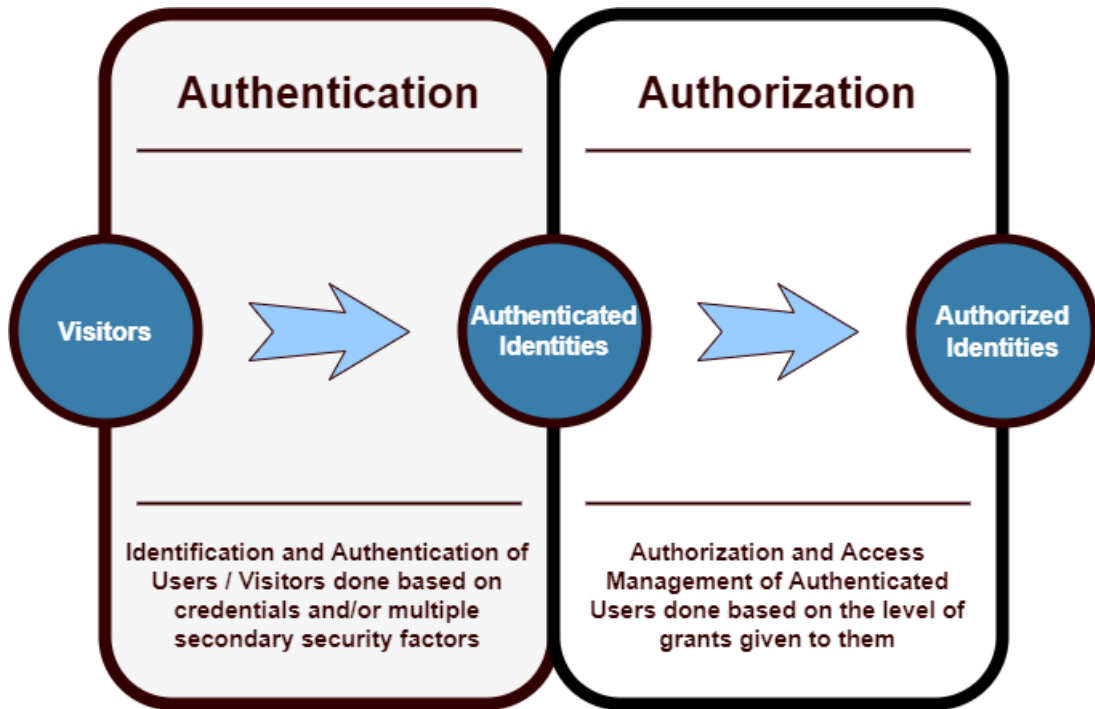 Authentication
Authorization
Visitors
Authenticated
Identities
Authorized
Identities
Identification and Authentication of
Users / Visitors done based on
credentials and/or multiple
secondary security factors
Authorization and Access
Management of Authenticated
Users done based on the level of
grants given to them